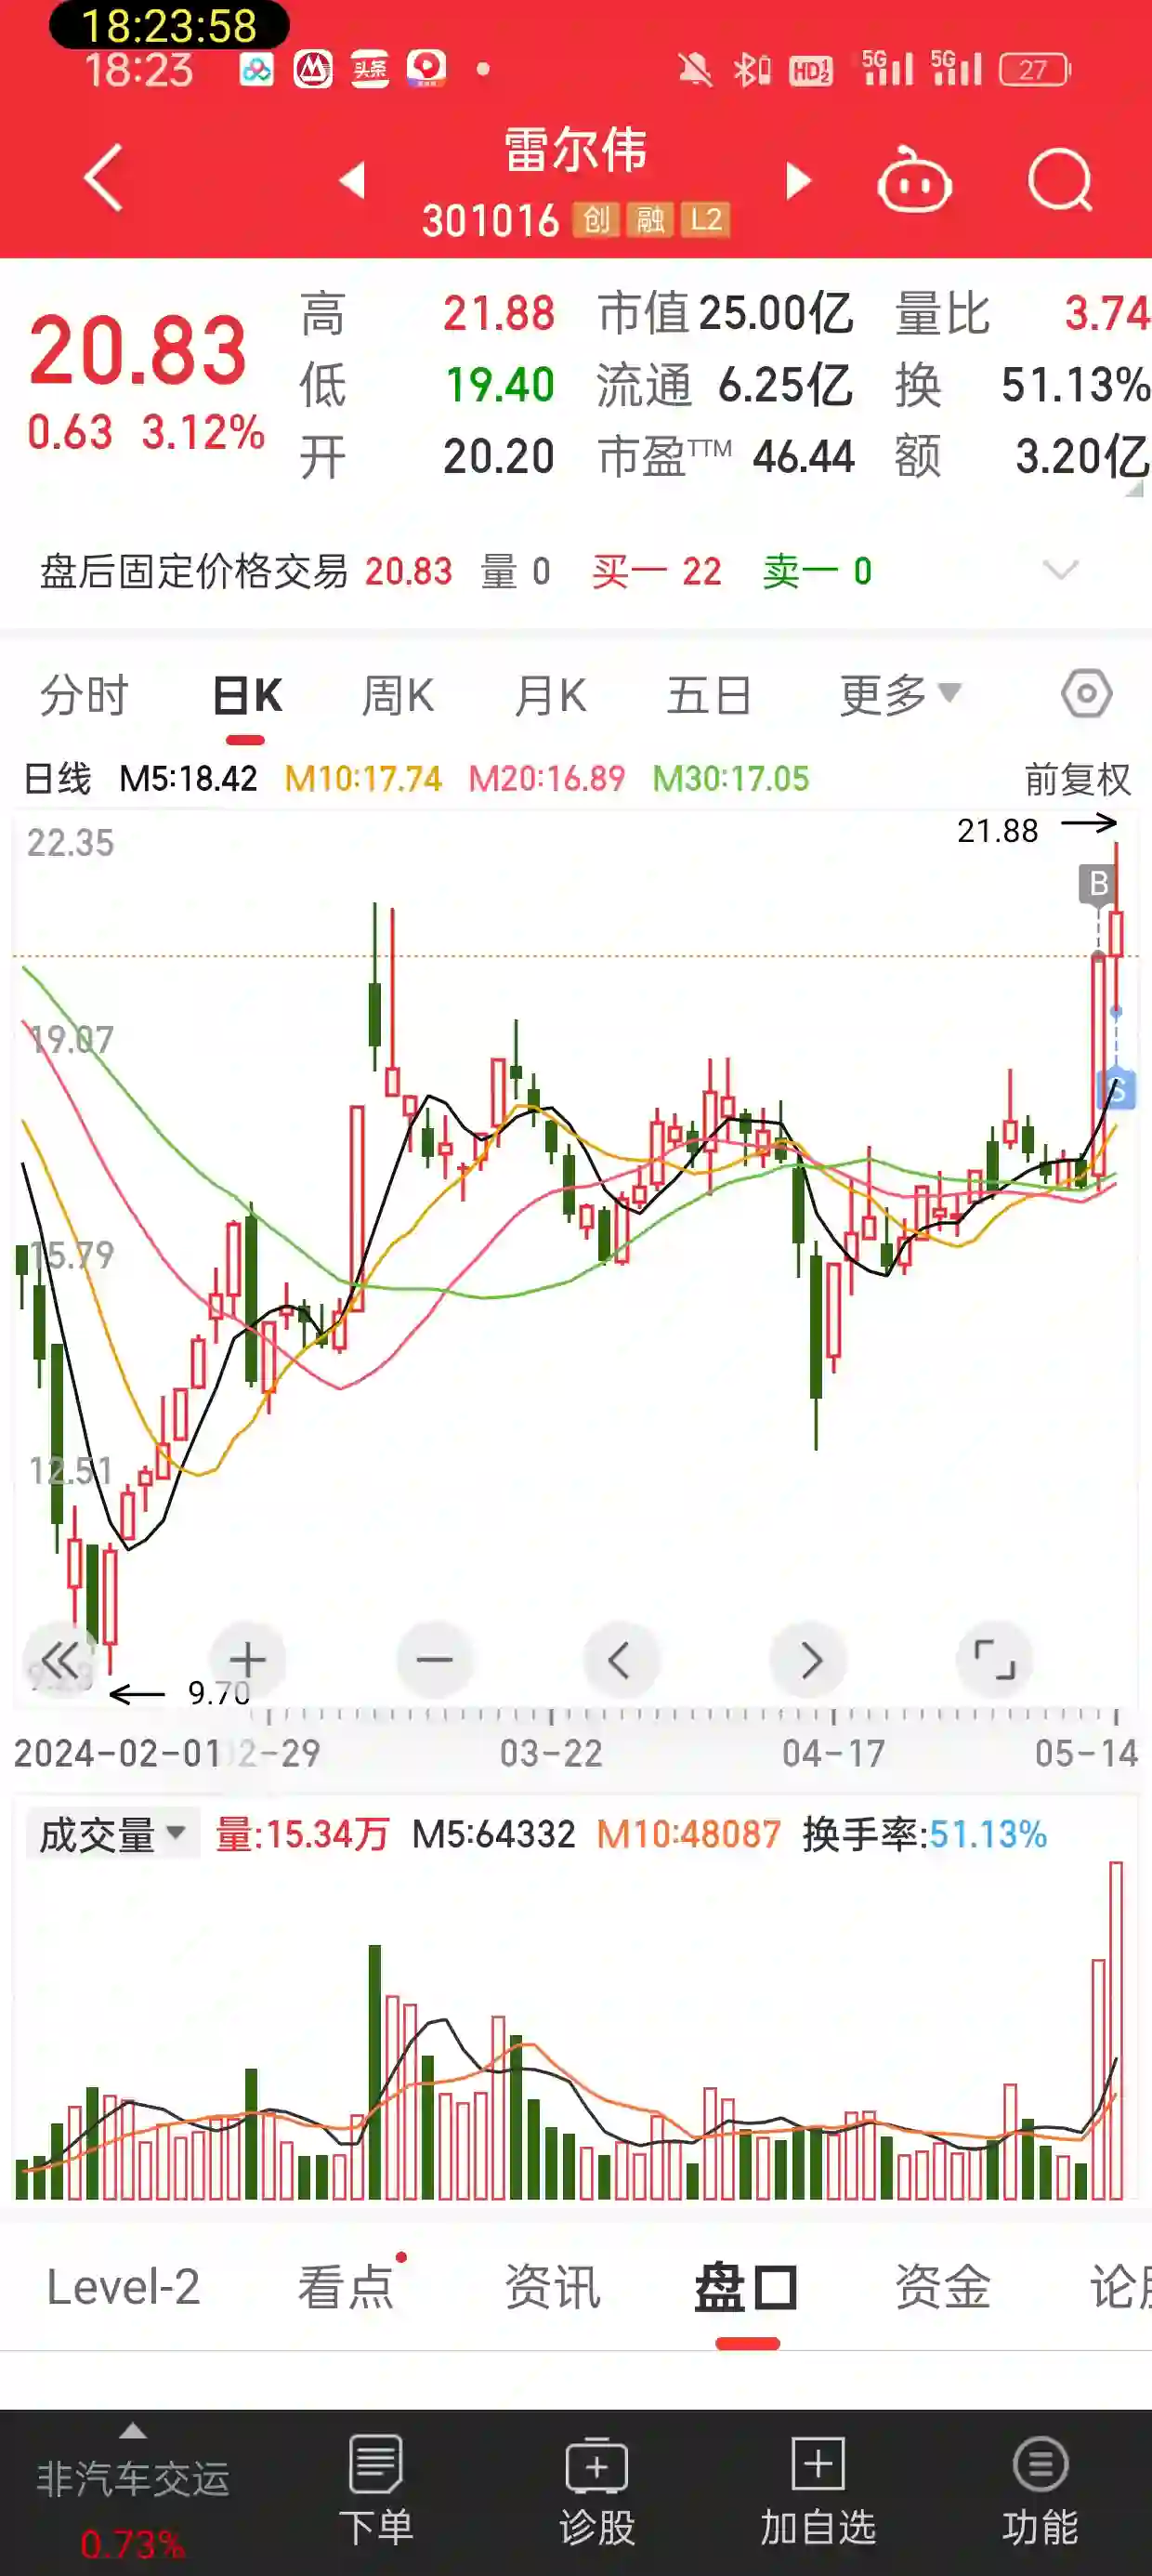 18:23:58
18:23 头条 HD 1 2 5G 5G 27
雷尔伟
301016 创 融 L2
20.83
0.63 3.12%
高 21.88 市值 25.00亿 量比 3.74
低 19.40 流通 6.25亿 换 51.13%
开 20.20 市盈TTM 46.44 额 3.20亿
盘后固定价格交易 20.83 量 0 买一 22 卖一 0
分时 日K 周K 月K 五日 更多
日线 M5:18.42 M10:17.74 M20:16.89 M30:17.05 前复权
22.35
21.88
B
19.07
S
15.79
12.51
9.70
2024-02-01 2-29 03-22 04-17 05-14
成交量 量:15.34万 M5:64332 M10:48087 换手率:51.13%
Level-2 看点 资讯 盘口 资金 论
非汽车交运
0.73%
下单 诊股 加自选 功能